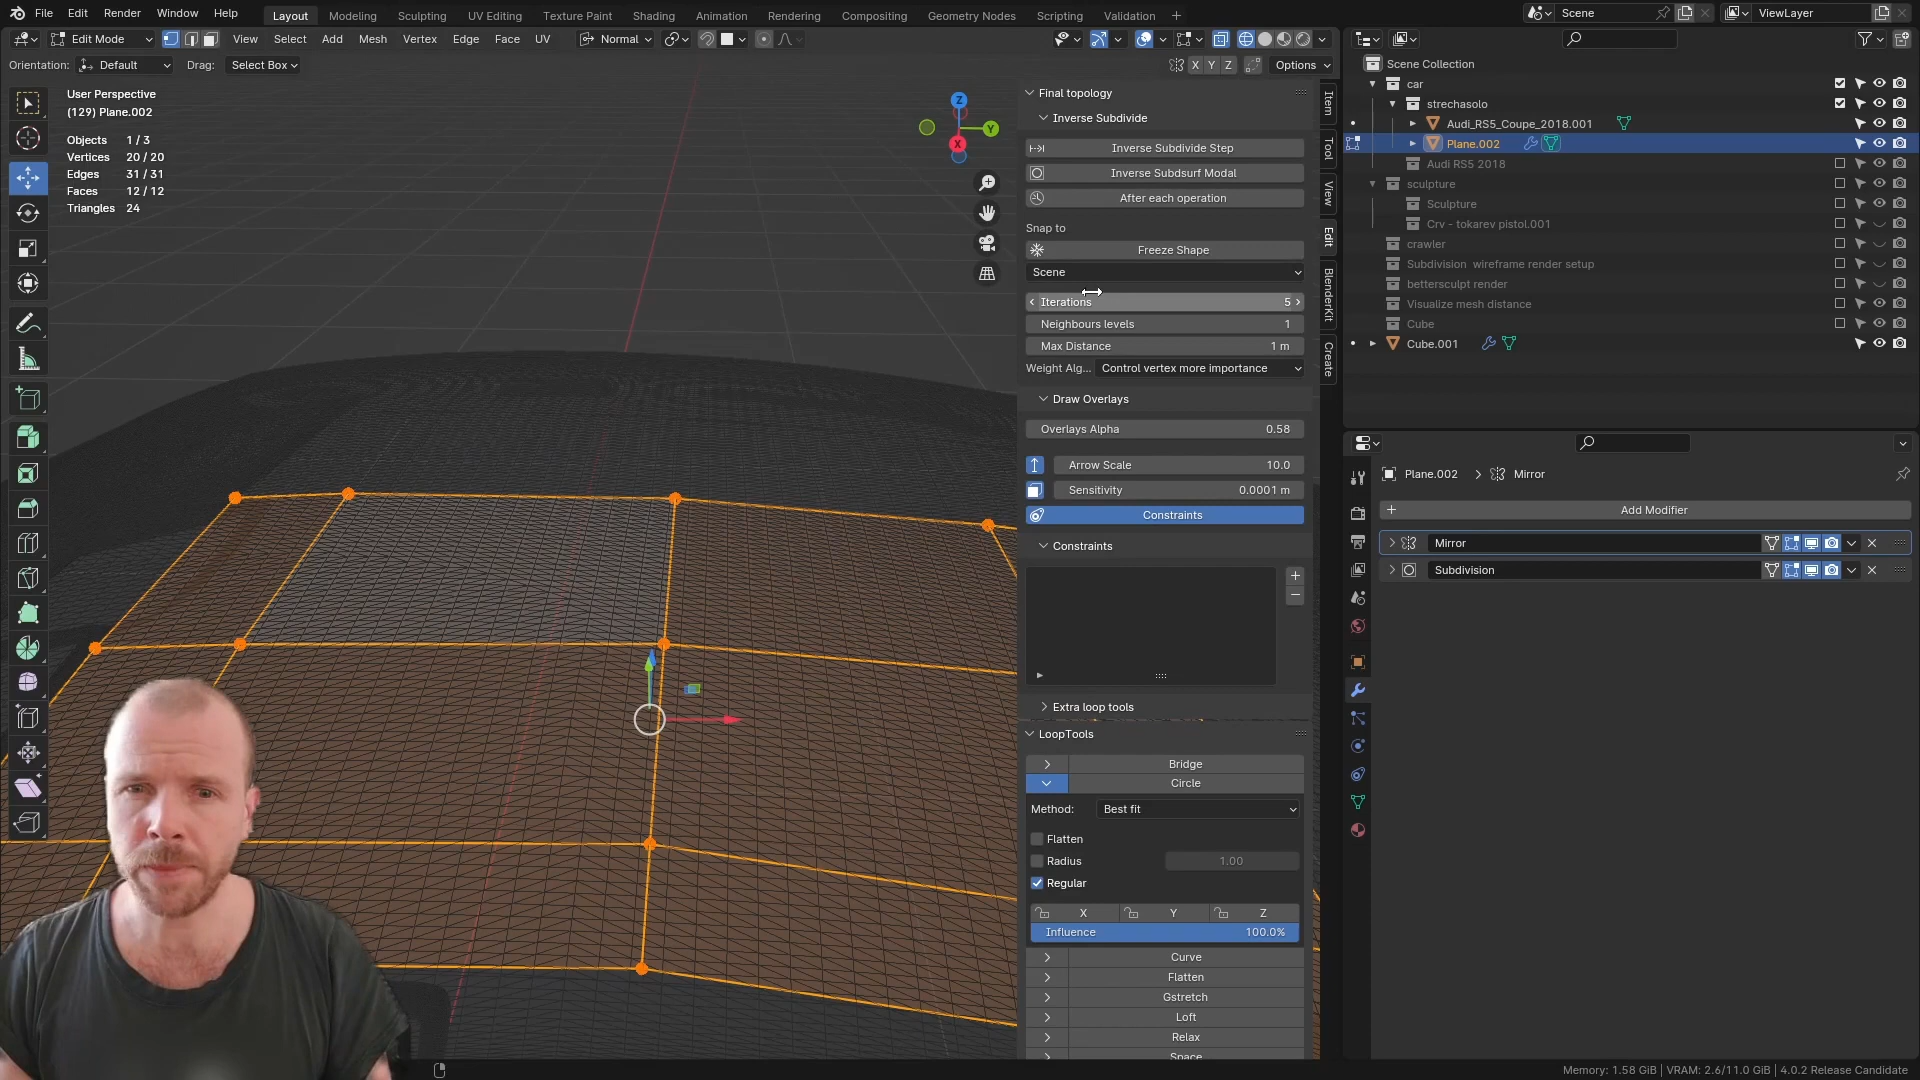 File Edit Render Window Help Layout Modeling Sculpting UV Editing Texture Paint Shading Animation Rendering Compositing Geometry Nodes Scripting Validation + Scene ViewLayer
Edit Mode View Select Add Mesh Vertex Edge Face UV Normal
Orientation: Default Drag: Select Box X Y Z Options
User Perspective
(129) Plane.002
Objects 1 / 3
Vertices 20 / 20
Edges 31 / 31
Faces 12 / 12
Triangles 24
Z
Y
X
Final topology
Inverse Subdivide
Inverse Subdivide Step
Inverse Subdsurf Modal
After each operation
Snap to
Freeze Shape
Scene
Iterations 5
Neighbours levels 1
Max Distance 1 m
Weight Alg... Control vertex more importance
Draw Overlays
Overlays Alpha 0.58
Arrow Scale 10.0
Sensitivity 0.0001 m
Constraints
Constraints
Extra loop tools
LoopTools
Bridge
Circle
Method: Best fit
Flatten
Radius 1.00
Regular
X Y Z
Influence 100.0%
Curve
Flatten
Gstretch
Loft
Relax
Space
Item
Tool
View
Edit
BlenderKit
Create
Scene Collection
car
strechasolo
Audi_RS5_Coupe_2018.001
Plane.002
Audi RS5 2018
sculpture
Sculpture
Crv - tokarev pistol.001
crawler
Subdivision wireframe render setup
bettersculpt render
Visualize mesh distance
Cube
Cube.001
Plane.002 Mirror
Add Modifier
Mirror
Subdivision
Memory: 1.58 GiB | VRAM: 2.6/11.0 GiB | 4.0.2 Release Candidate